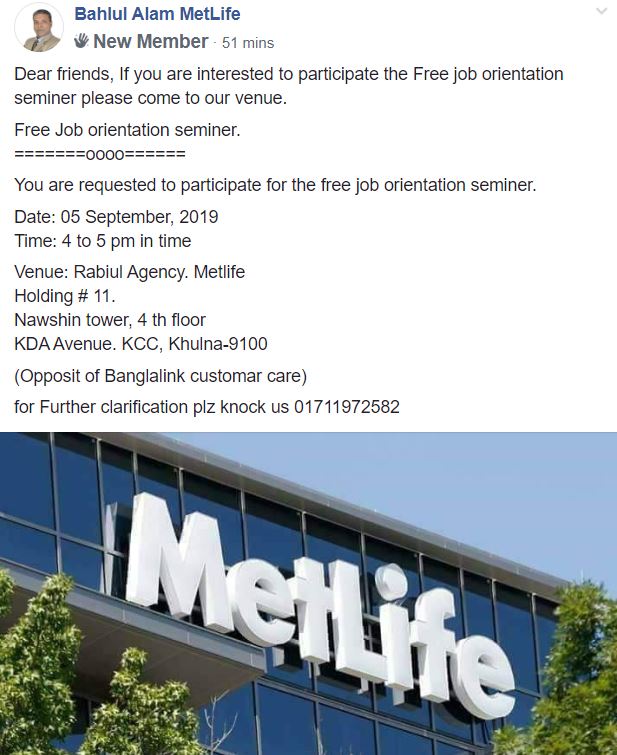 Bahlul Alam MetLife
New Member · 51 mins
Dear friends, If you are interested to participate the Free job orientation
seminer please come to our venue.
Free Job orientation seminer.
=======oooo======
You are requested to participate for the free job orientation seminer.
Date: 05 September, 2019
Time: 4 to 5 pm in time
Venue: Rabiul Agency. Metlife
Holding # 11.
Nawshin tower, 4 th floor
KDA Avenue. KCC, Khulna-9100
(Opposit of Banglalink customar care)
for Further clarification plz knock us 01711972582
MetLife